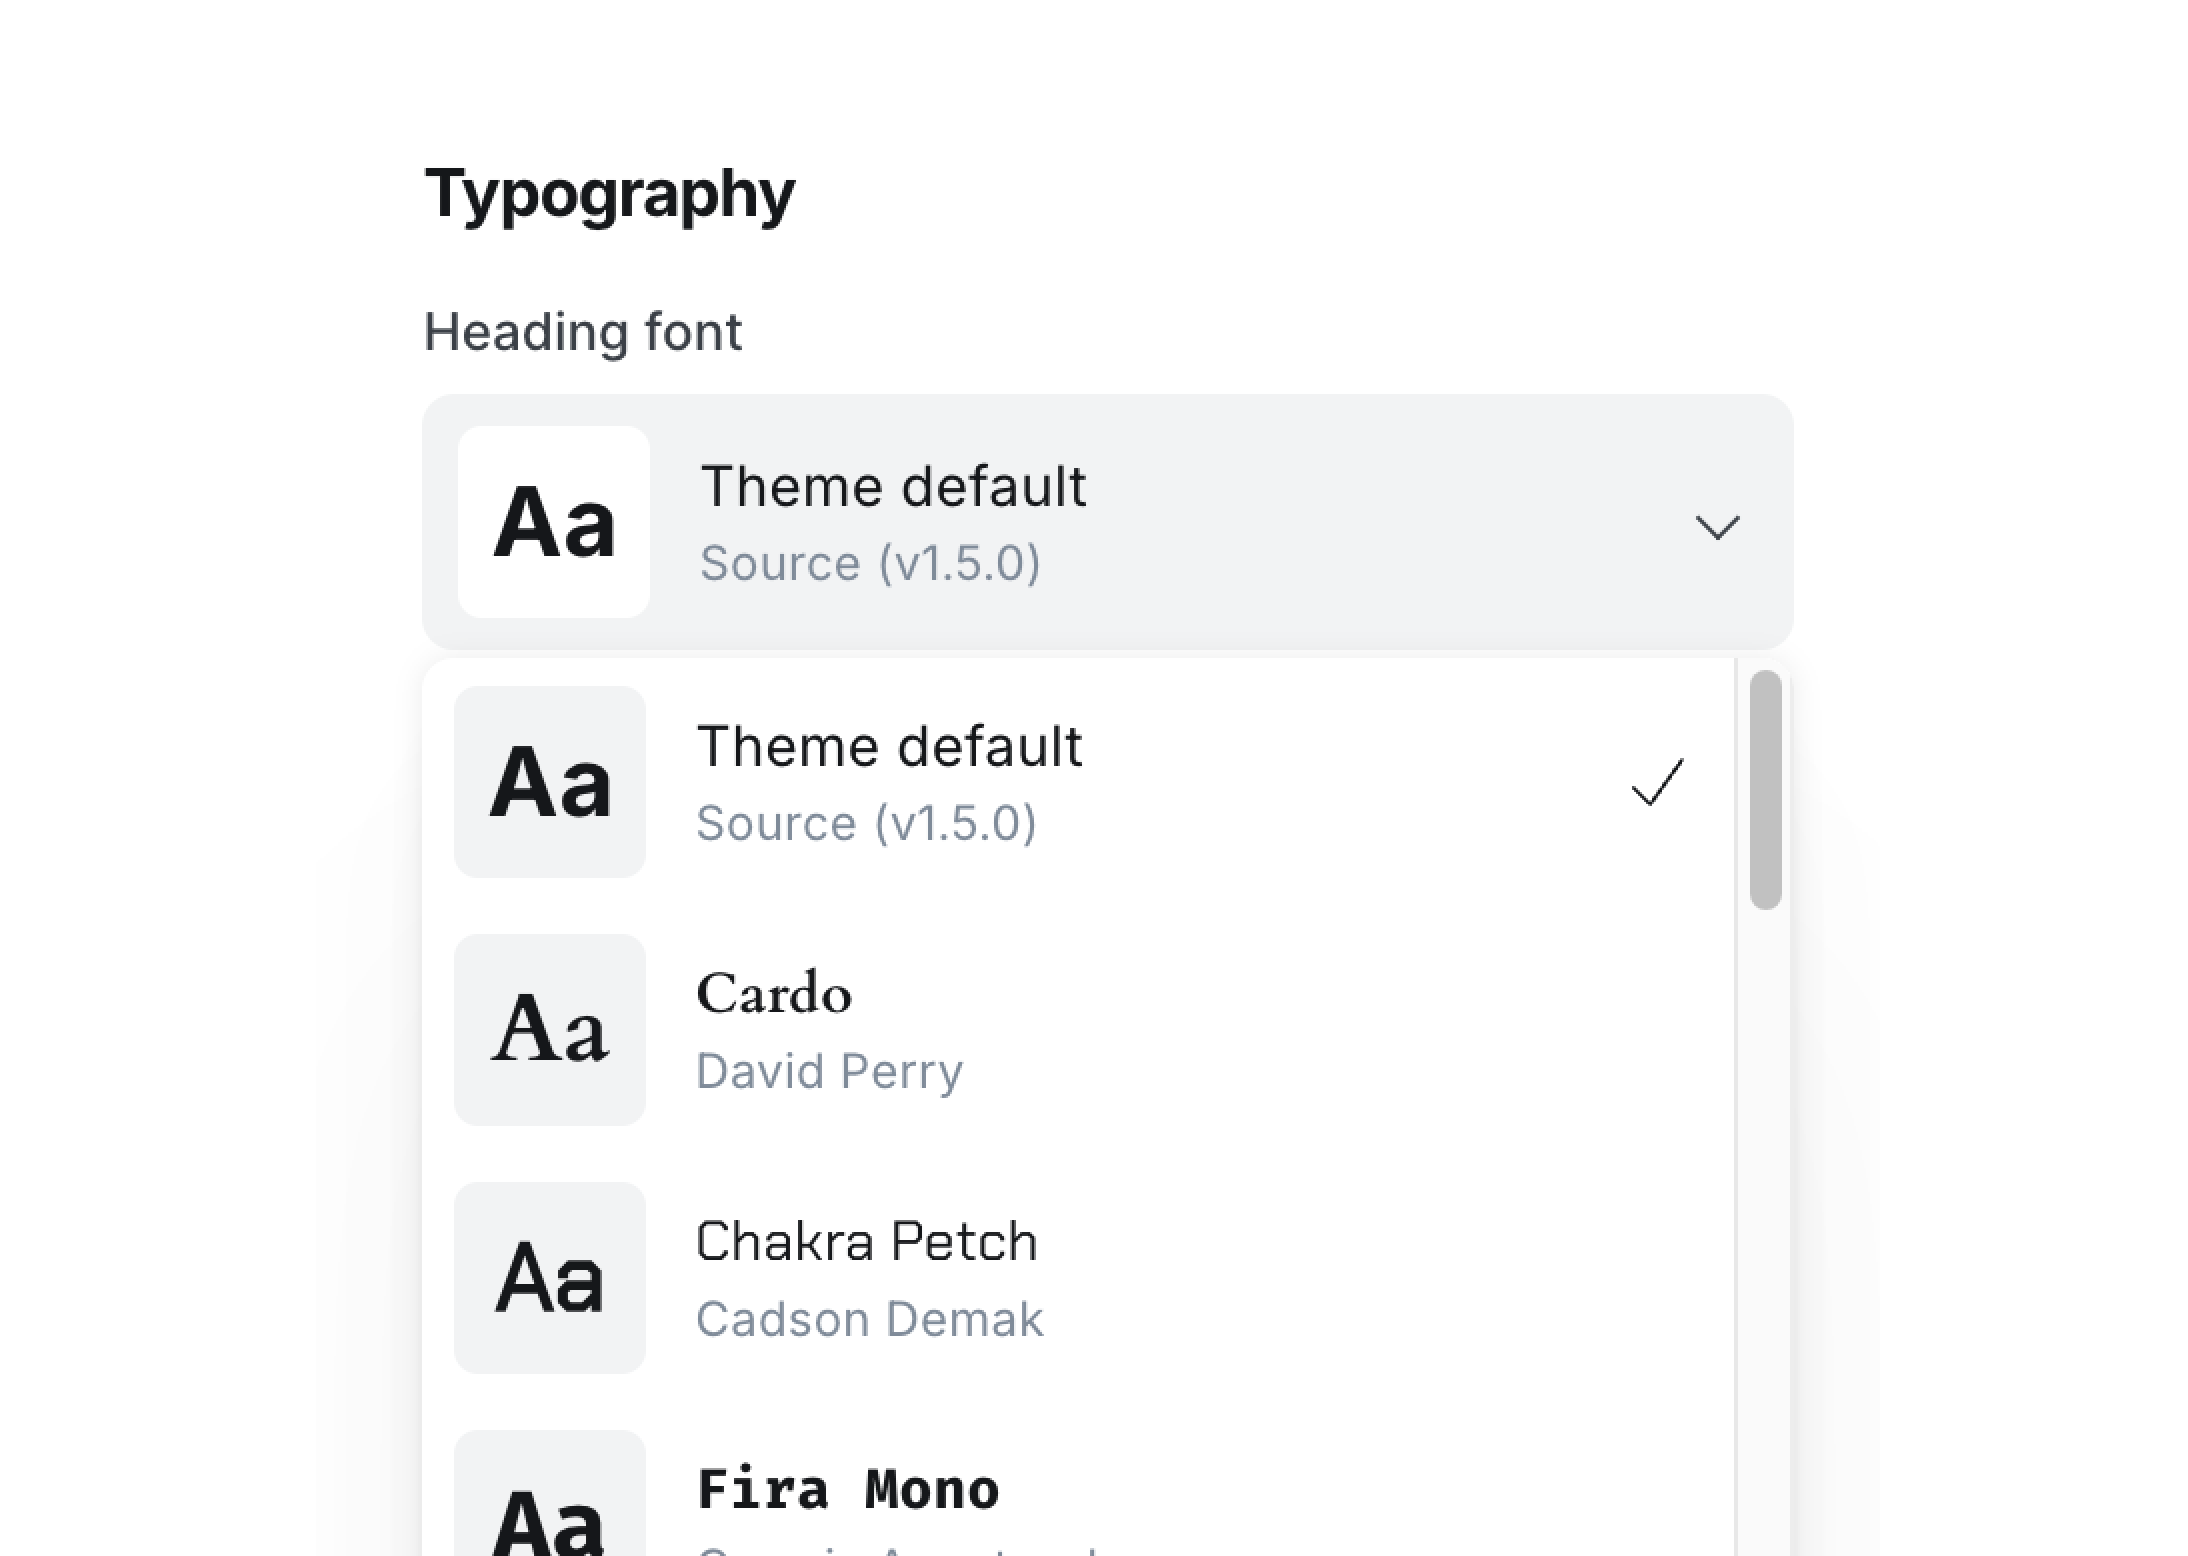 Typography
Heading font
Aa
Theme default
Source (v1.5.0)
Aa
Theme default
Source (v1.5.0)
Aa
Cardo
David Perry
Aa
Chakra Petch
Cadson Demak
Aa
Fira Mono